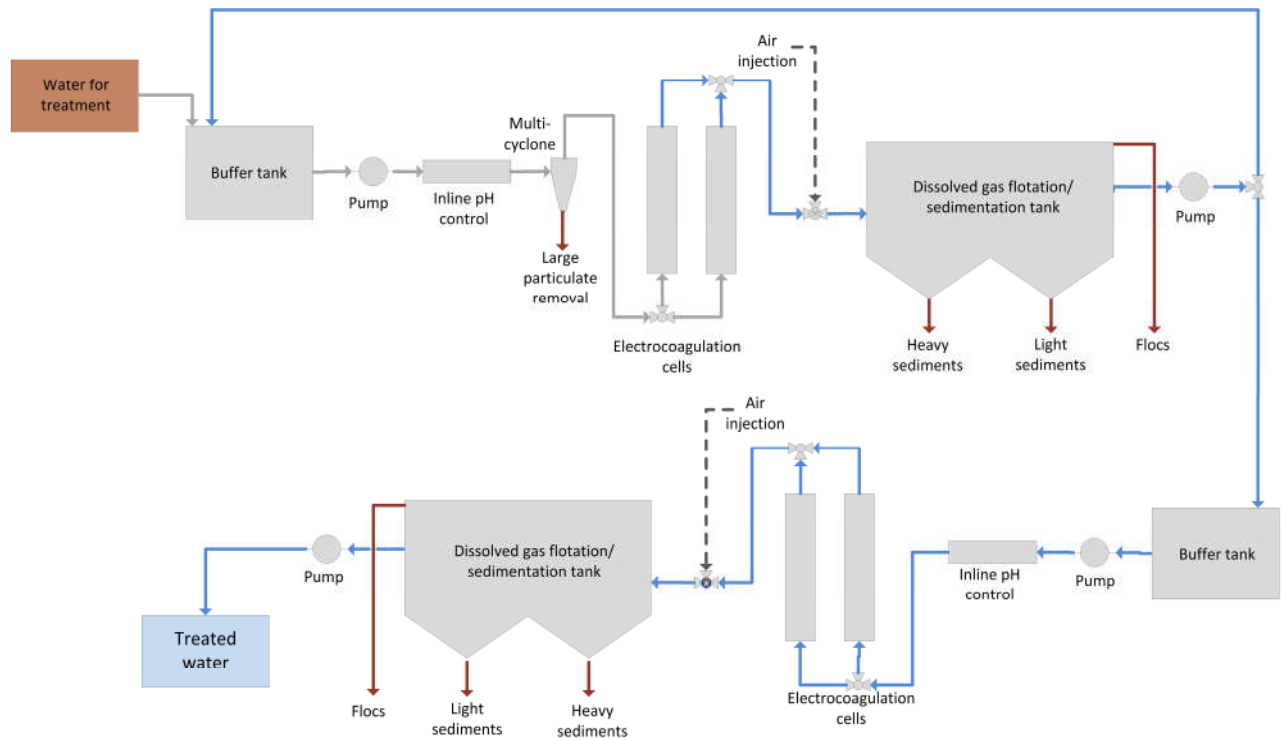 Water for
treatment
Buffer tank
Pump
Inline pH
control
Multi-
cyclone
Large
particulate
removal
Electrocoagulation
cells
Air
injection
Dissolved gas flotation/
sedimentation tank
Heavy
sediments
Light
sediments
Flocs
Pump
Buffer tank
Pump
Inline pH
control
Electrocoagulation
cells
Air
injection
Dissolved gas flotation/
sedimentation tank
Heavy
sediments
Light
sediments
Flocs
Pump
Treated
water